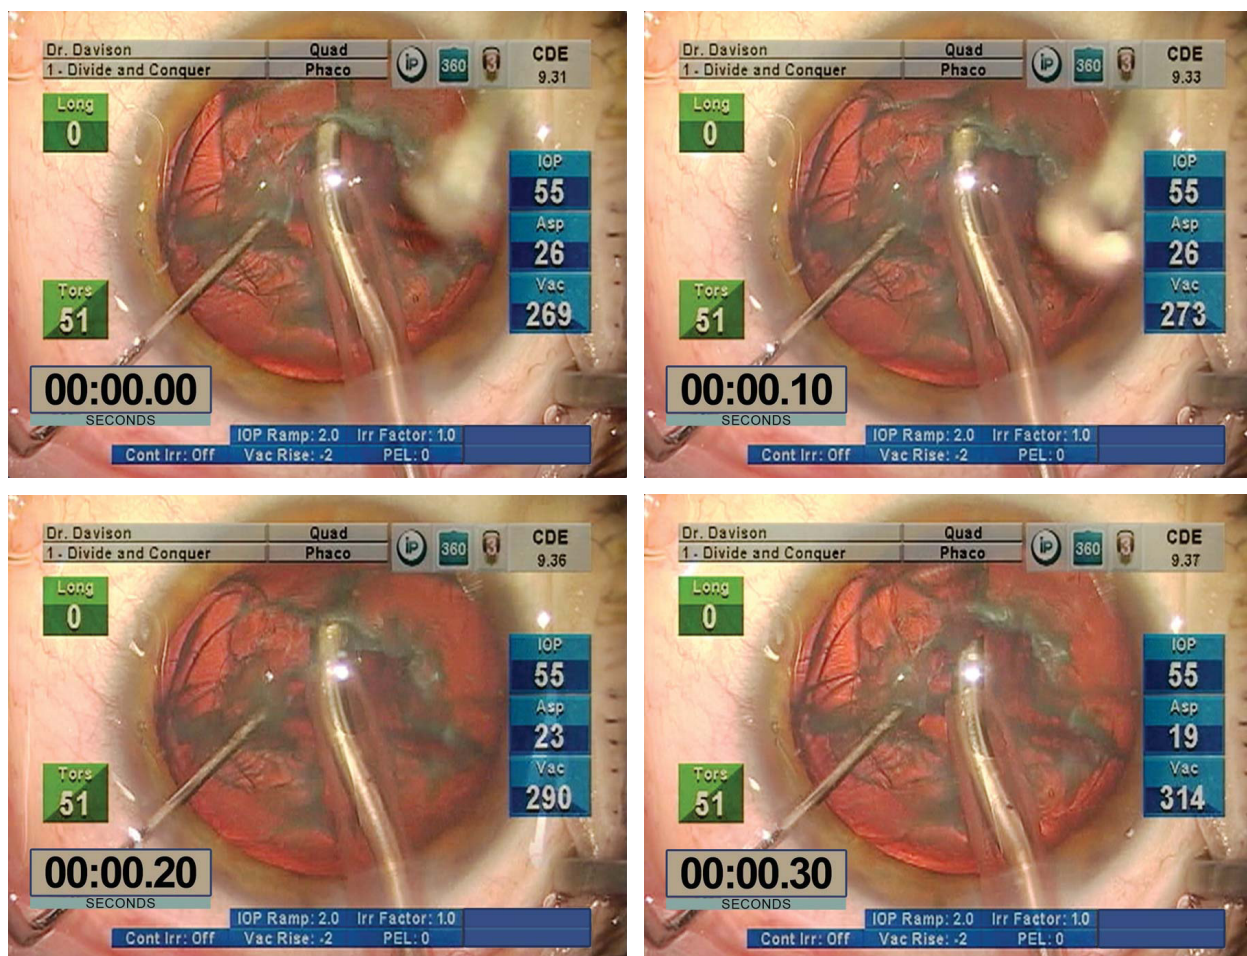 Dr. Davison
1 - Divide and Conquer
Quad
Phaco
iP
360
3
CDE
9.31
Long
0
IOP
55
Asp
26
Vac
269
Tors
51
00:00.00
SECONDS
IOP Ramp: 2.0 Irr Factor: 1.0
Cont Irr: Off Vac Rise: -2 PEL: 0
Dr. Davison
1 - Divide and Conquer
Quad
Phaco
iP
360
3
CDE
9.33
Long
0
IOP
55
Asp
26
Vac
273
Tors
51
00:00.10
SECONDS
IOP Ramp: 2.0 Irr Factor: 1.0
Cont Irr: Off Vac Rise: -2 PEL: 0
Dr. Davison
1 - Divide and Conquer
Quad
Phaco
iP
360
3
CDE
9.36
Long
0
IOP
55
Asp
23
Vac
290
Tors
51
00:00.20
SECONDS
IOP Ramp: 2.0 Irr Factor: 1.0
Cont Irr: Off Vac Rise: -2 PEL: 0
Dr. Davison
1 - Divide and Conquer
Quad
Phaco
iP
360
3
CDE
9.37
Long
0
IOP
55
Asp
19
Vac
314
Tors
51
00:00.30
SECONDS
IOP Ramp: 2.0 Irr Factor: 1.0
Cont Irr: Off Vac Rise: -2 PEL: 0